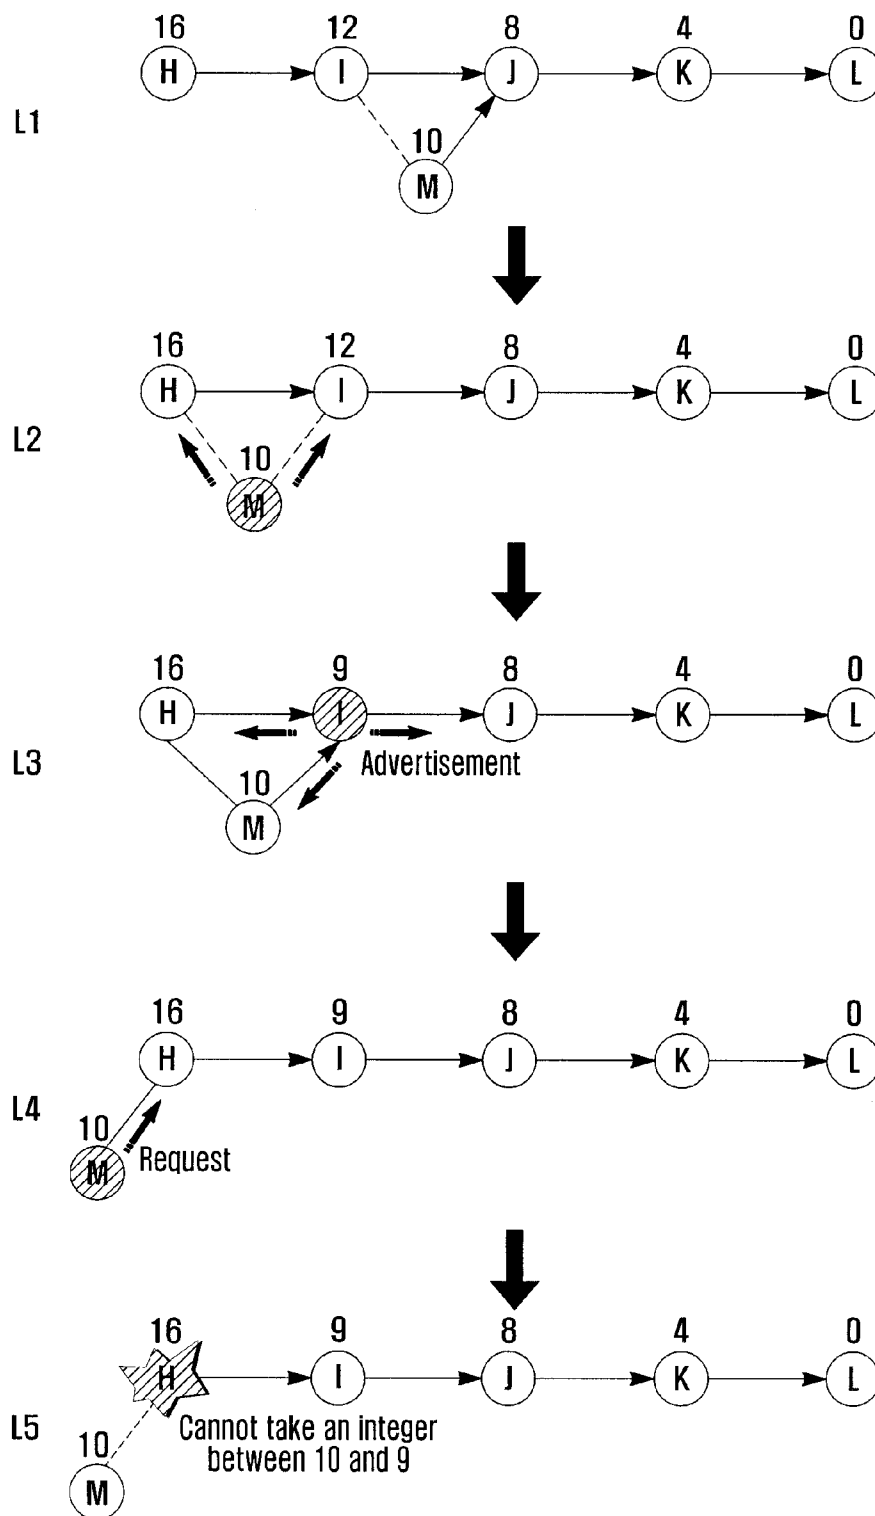 16 12 8 4 0
H I J K L
L1
10
M
16 12 8 4 0
H I J K L
L2
10
M
16 9 8 4 0
H I J K L
L3
Advertisement
10
M
16 9 8 4 0
H I J K L
L4
10
M
Request
16 9 8 4 0
H I J K L
L5
Cannot take an integer
10
between 10 and 9
M